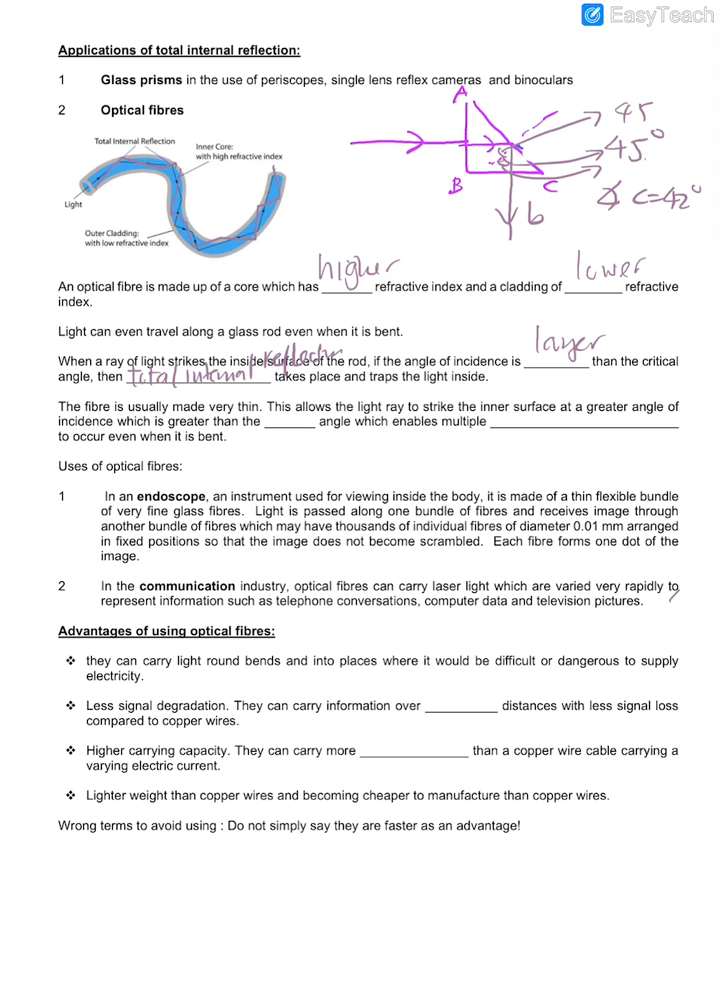 EasyTeach
Applications of total internal reflection:
1 Glass prisms in the use of periscopes, single lens reflex cameras and binoculars
A
2 Optical fibres
45
Total Internal Reflection
Inner Core:
with high refractive index
45°
B
C
∡ c=42°
Light
b
Outer Cladding:
with low refractive index
higher
lower
An optical fibre is made up of a core which has ______ refractive index and a cladding of ______ refractive
index.
Light can even travel along a glass rod even when it is bent.
larger
When a ray of light strikes the inside surface of the rod, if the angle of incidence is ______ than the critical
angle, then total internal reflection takes place and traps the light inside.
The fibre is usually made very thin. This allows the light ray to strike the inner surface at a greater angle of
incidence which is greater than the ______ angle which enables multiple ______
to occur even when it is bent.
Uses of optical fibres:
1 In an endoscope, an instrument used for viewing inside the body, it is made of a thin flexible bundle
of very fine glass fibres. Light is passed along one bundle of fibres and receives image through
another bundle of fibres which may have thousands of individual fibres of diameter 0.01 mm arranged
in fixed positions so that the image does not become scrambled. Each fibre forms one dot of the
image.
2 In the communication industry, optical fibres can carry laser light which are varied very rapidly to
represent information such as telephone conversations, computer data and television pictures.
Advantages of using optical fibres:
❖ they can carry light round bends and into places where it would be difficult or dangerous to supply
electricity.
❖ Less signal degradation. They can carry information over ______ distances with less signal loss
compared to copper wires.
❖ Higher carrying capacity. They can carry more ______ than a copper wire cable carrying a
varying electric current.
❖ Lighter weight than copper wires and becoming cheaper to manufacture than copper wires.
Wrong terms to avoid using : Do not simply say they are faster as an advantage!